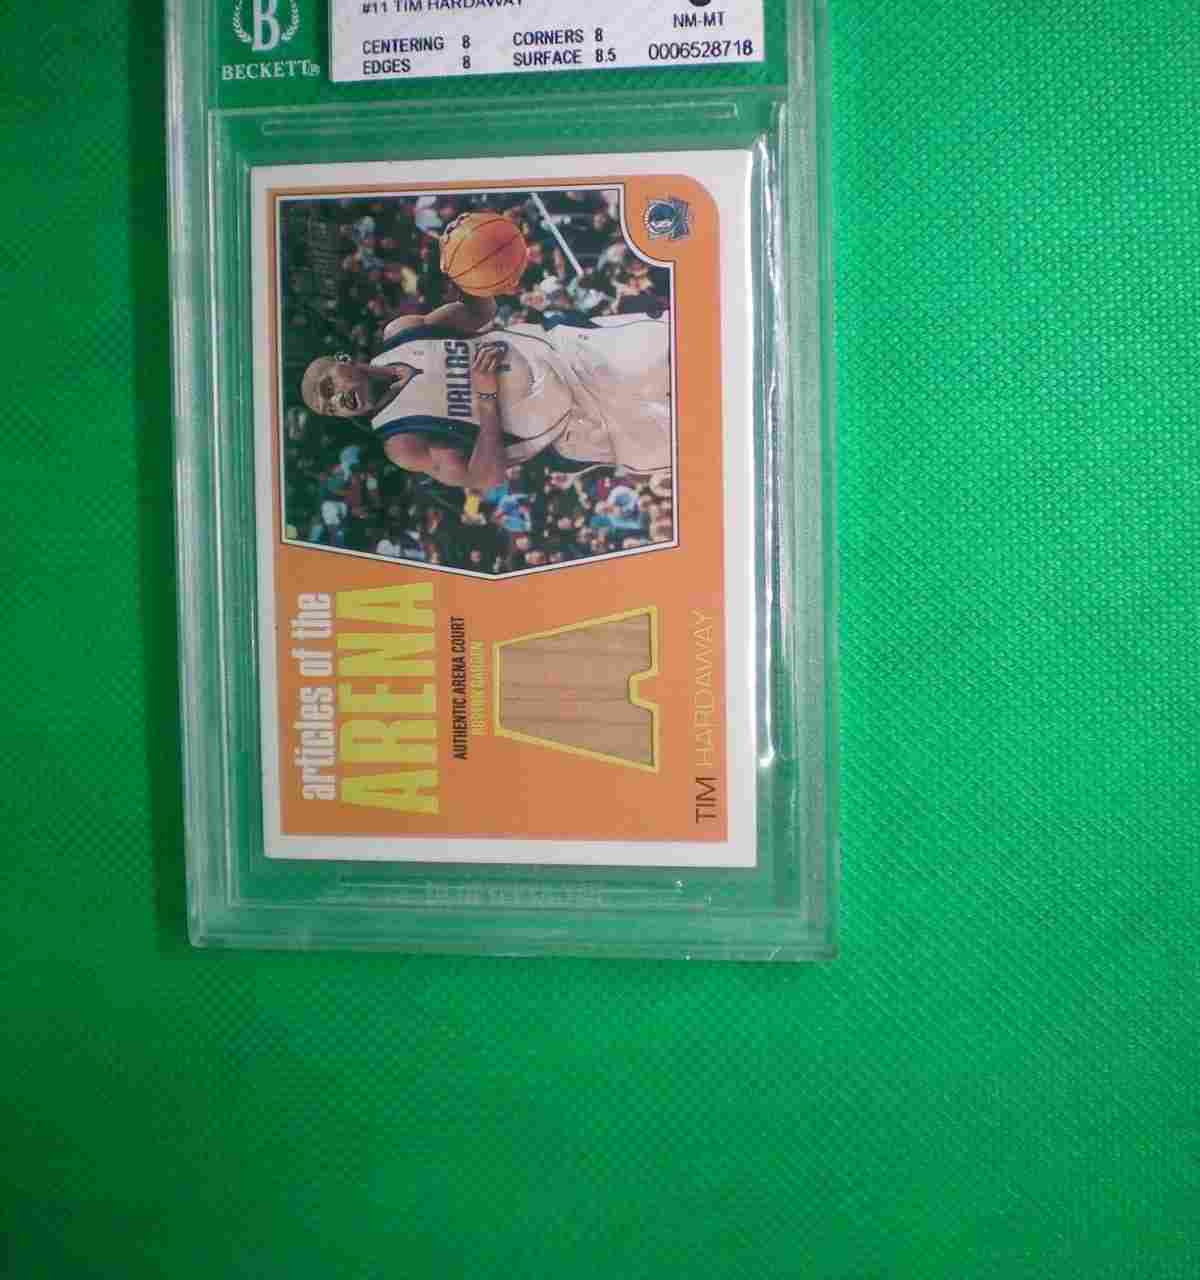 #11 TIM HARDAWAY
CENTERING 8 CORNERS 8
EDGES 8 SURFACE 8.5
NM-MT
0006528718
B
BECKETT®
DALLAS
articles of the
ARENA
AUTHENTIC ARENA COURT
TIM HARDAWAY